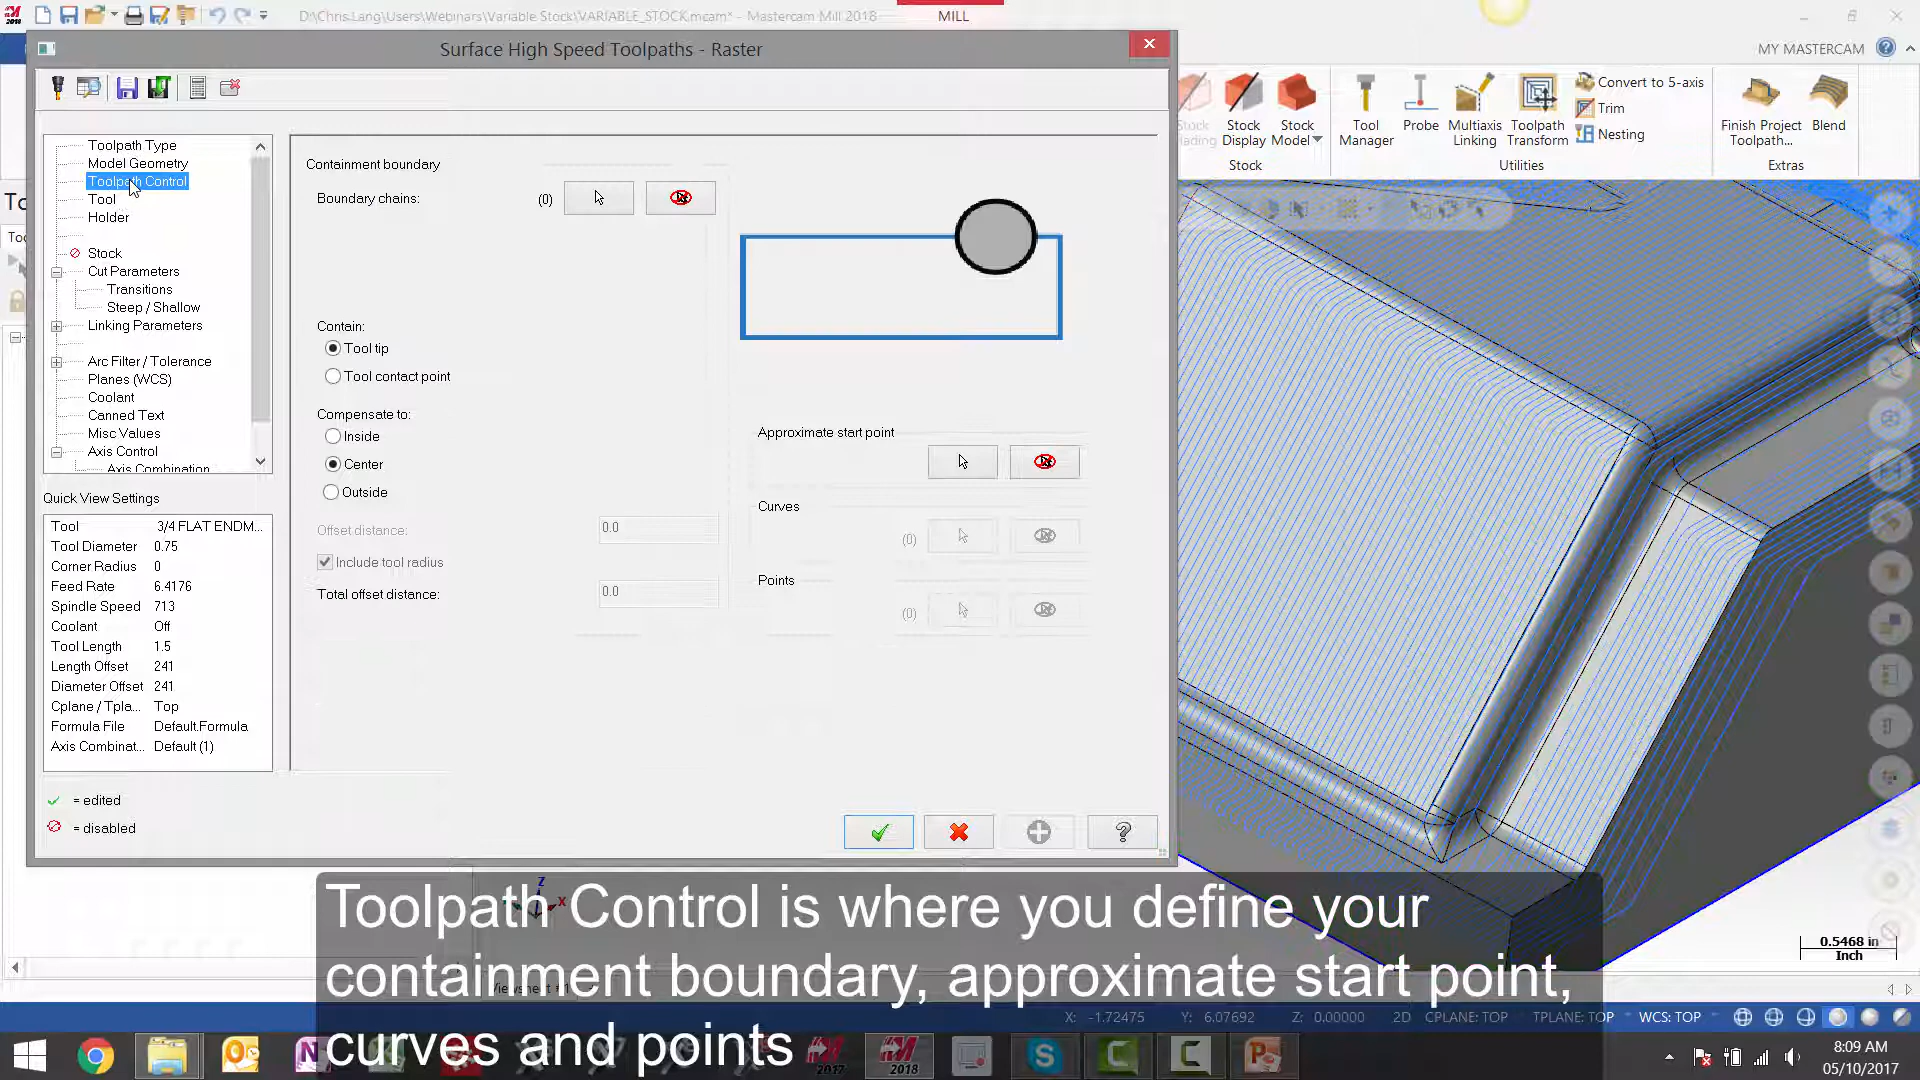 D:\Chris.Lang\Users\Webinars\Variable Stock\VARIABLE_STOCK.mcam* - Mastercam Mill 2018
MILL
Surface High Speed Toolpaths - Raster
MY MASTERCAM
Toolpath Type
Model Geometry
Toolpath Control
Tool
Holder
Stock
Cut Parameters
Transitions
Steep / Shallow
Linking Parameters
Arc Filter / Tolerance
Planes (WCS)
Coolant
Canned Text
Misc Values
Axis Control
Axis Combination
Quick View Settings
Tool 3/4 FLAT ENDM...
Tool Diameter 0.75
Corner Radius 0
Feed Rate 6.4176
Spindle Speed 713
Coolant Off
Tool Length 1.5
Length Offset 241
Diameter Offset 241
Cplane / Tpla... Top
Formula File Default.Formula
Axis Combinat... Default (1)
= edited
= disabled
Containment boundary
Boundary chains: (0)
Contain:
Tool tip
Tool contact point
Compensate to:
Inside
Center
Outside
Offset distance: 0.0
Include tool radius
Total offset distance: 0.0
Approximate start point
Curves
(0)
Points
(0)
Stock Display
Stock Model
Stock
Tool Manager
Probe
Multiaxis Linking
Toolpath Transform
Convert to 5-axis
Trim
Nesting
Utilities
Finish Project Toolpath...
Blend
Extras
0.5468 in
Inch
Toolpath Control is where you define your
containment boundary, approximate start point,
curves and points
X: -1.72475 Y: 6.07692 Z: 0.00000 2D CPLANE: TOP TPLANE: TOP WCS: TOP
2017
2018
8:09 AM
05/10/2017